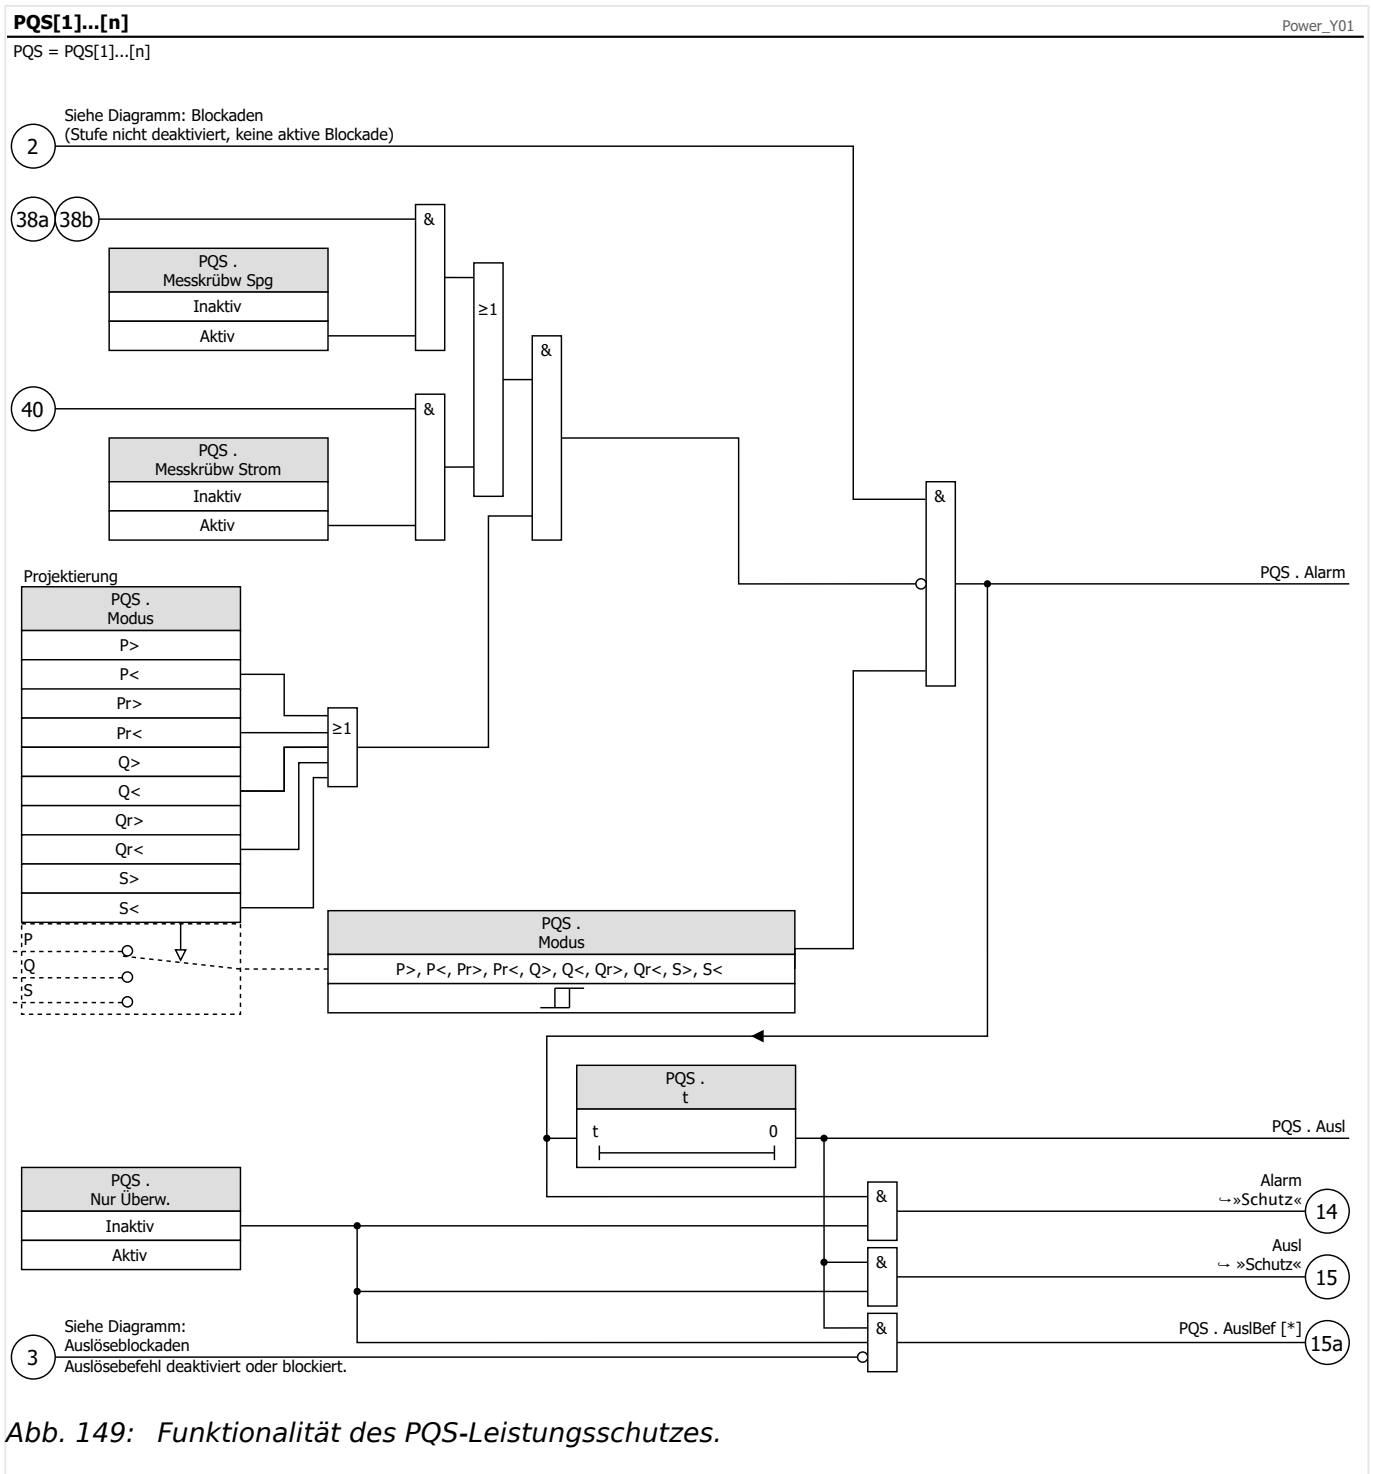 PQS[1]...[n]
Power_Y01
PQS = PQS[1]...[n]
Siehe Diagramm: Blockaden
(Stufe nicht deaktiviert, keine aktive Blockade)
2
38a
38b
&
PQS .
Messkrübw Spg
Inaktiv
Aktiv
≥1
&
40
&
PQS .
Messkrübw Strom
Inaktiv
Aktiv
&
PQS . Alarm
Projektierung
PQS .
Modus
P>
P<
Pr>
Pr<
Q>
Q<
Qr>
Qr<
S>
S<
≥1
P
Q
S
PQS .
Modus
P>, P<, Pr>, Pr<, Q>, Q<, Qr>, Qr<, S>, S<
PQS .
t
t 0
PQS . Ausl
PQS .
Nur Überw.
Inaktiv
Aktiv
&
Alarm
↪»Schutz«
14
&
Ausl
↪ »Schutz«
15
Siehe Diagramm:
Auslöseblockaden
Auslösebefehl deaktiviert oder blockiert.
3
&
PQS . AuslBef [*]
15a
Abb. 149: Funktionalität des PQS-Leistungsschutzes.